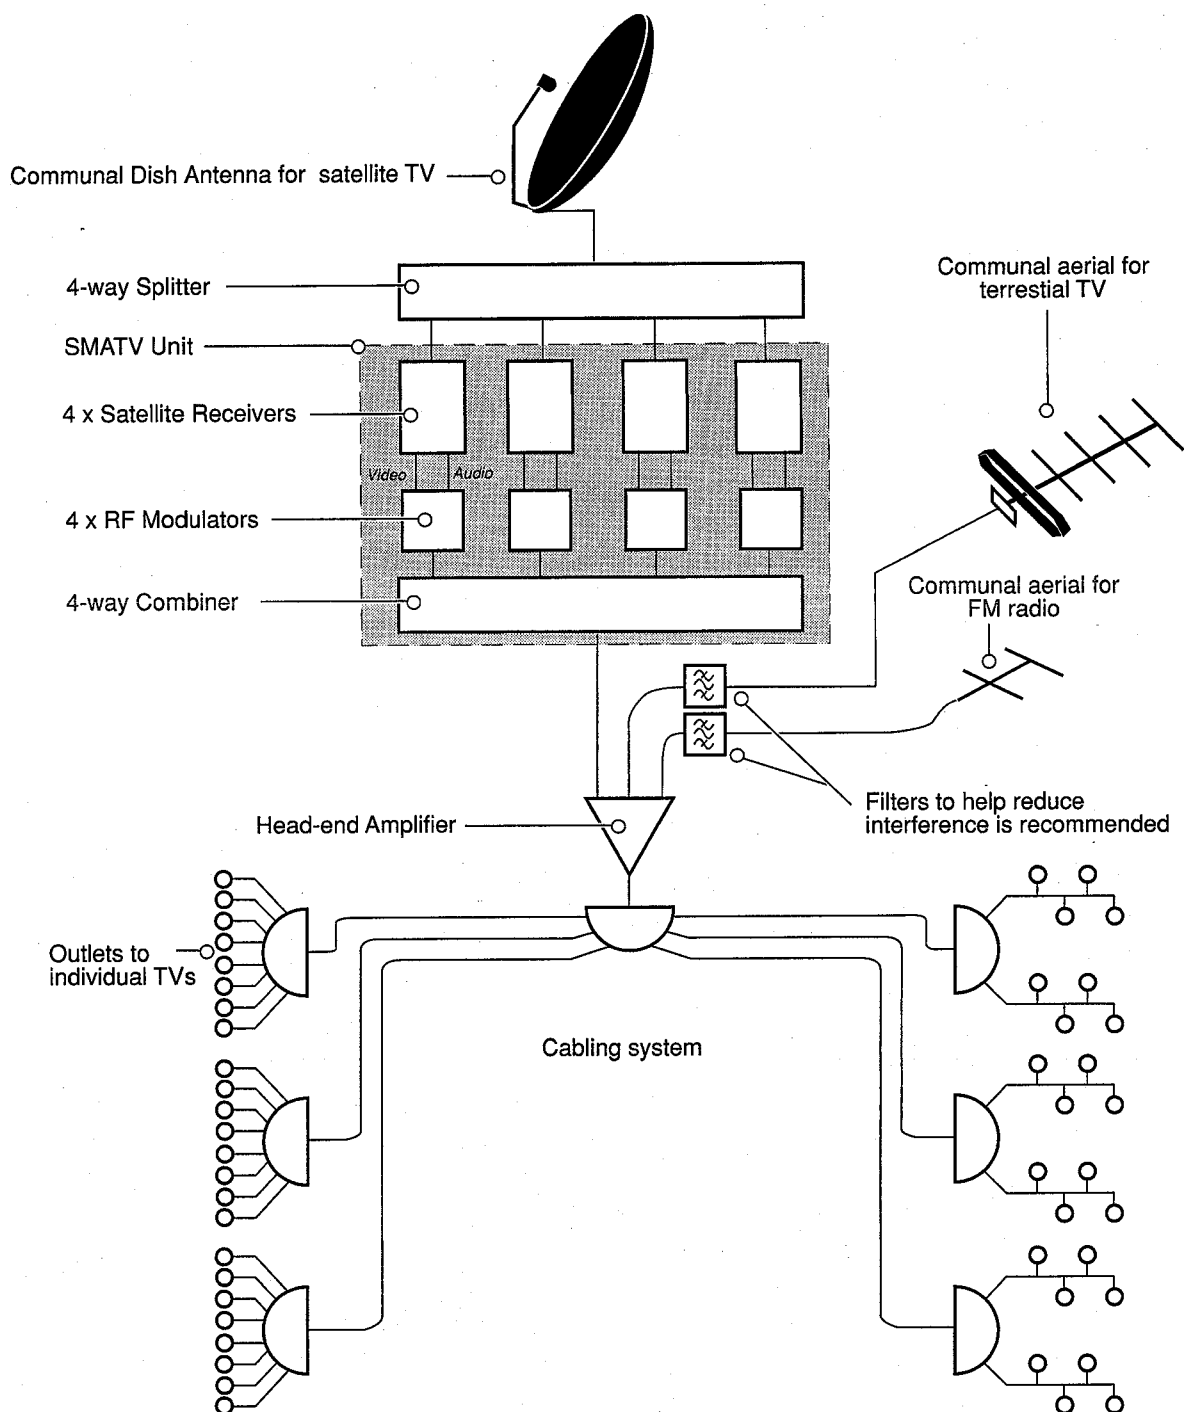 Communal Dish Antenna for satellite TV
4-way Splitter
Communal aerial for
terrestial TV
SMATV Unit
4 x Satellite Receivers
Video
Audio
4 x RF Modulators
4-way Combiner
Communal aerial for
FM radio
Filters to help reduce
interference is recommended
Head-end Amplifier
Outlets to
individual TVs
Cabling system